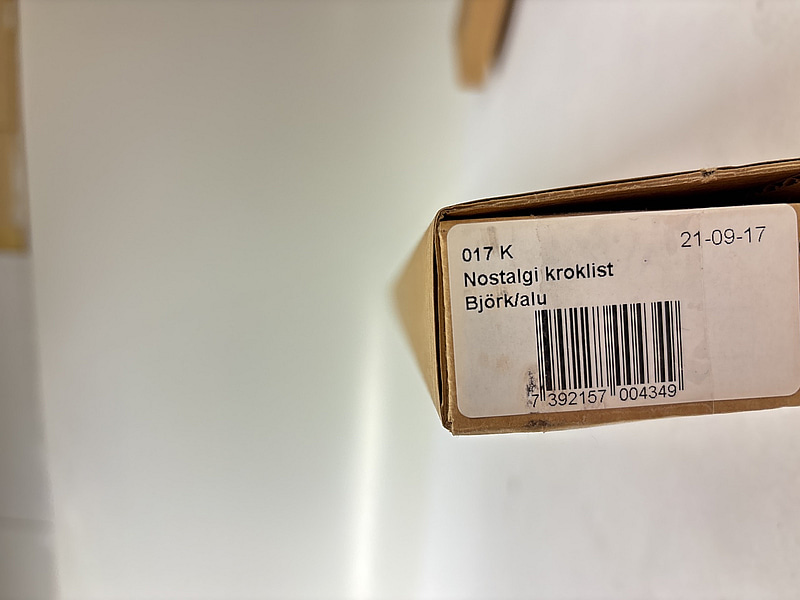 017 K
21-09-17
Nostalgi kroklist
Björk/alu
7 392157 004349